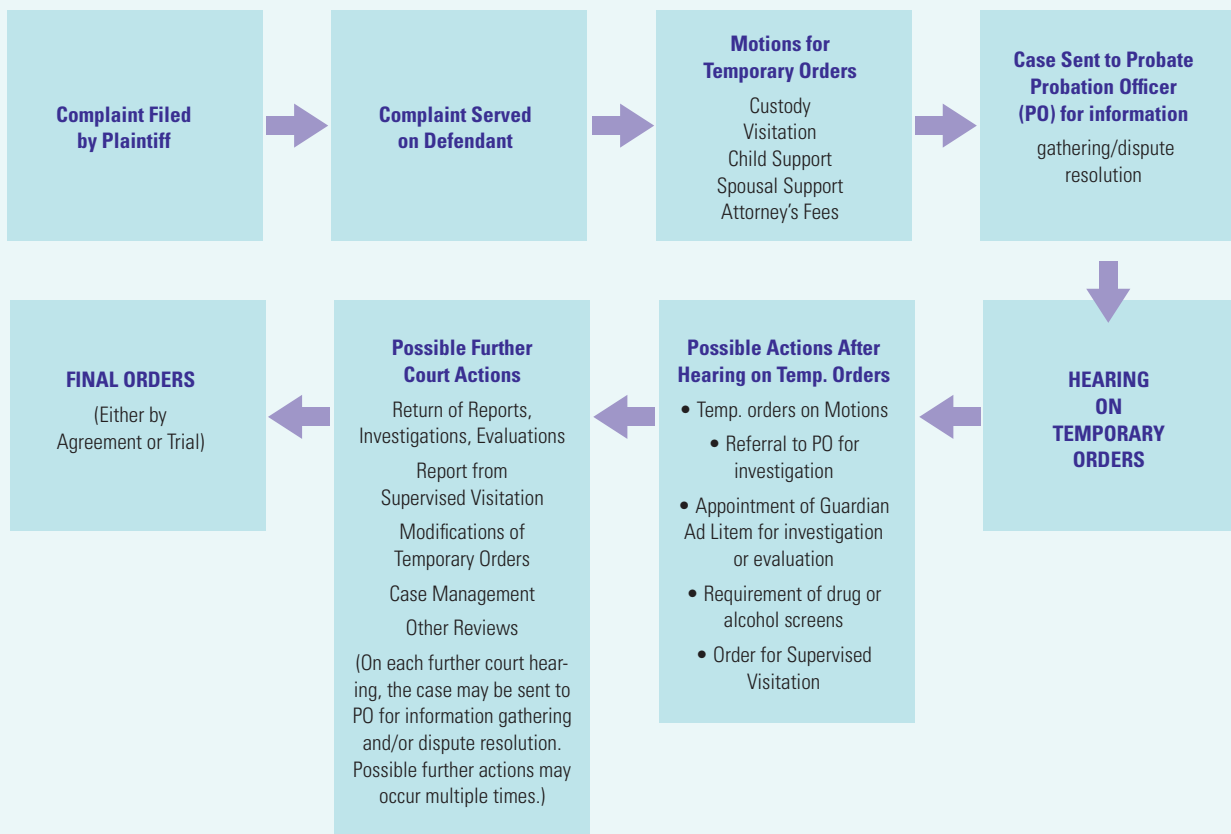 Complaint Filed
by Plaintiff
Complaint Served
on Defendant
Motions for
Temporary Orders
Custody
Visitation
Child Support
Spousal Support
Attorney's Fees
Case Sent to Probate
Probation Officer
(PO) for information
gathering/dispute
resolution
HEARING
ON
TEMPORARY
ORDERS
Possible Actions After
Hearing on Temp. Orders
• Temp. orders on Motions
• Referral to PO for
investigation
• Appointment of Guardian
Ad Litem for investigation
or evaluation
• Requirement of drug or
alcohol screens
• Order for Supervised
Visitation
Possible Further
Court Actions
Return of Reports,
Investigations, Evaluations
Report from
Supervised Visitation
Modifications of
Temporary Orders
Case Management
Other Reviews
(On each further court hear-
ing, the case may be sent to
PO for information gathering
and/or dispute resolution.
Possible further actions may
occur multiple times.)
FINAL ORDERS
(Either by
Agreement or Trial)